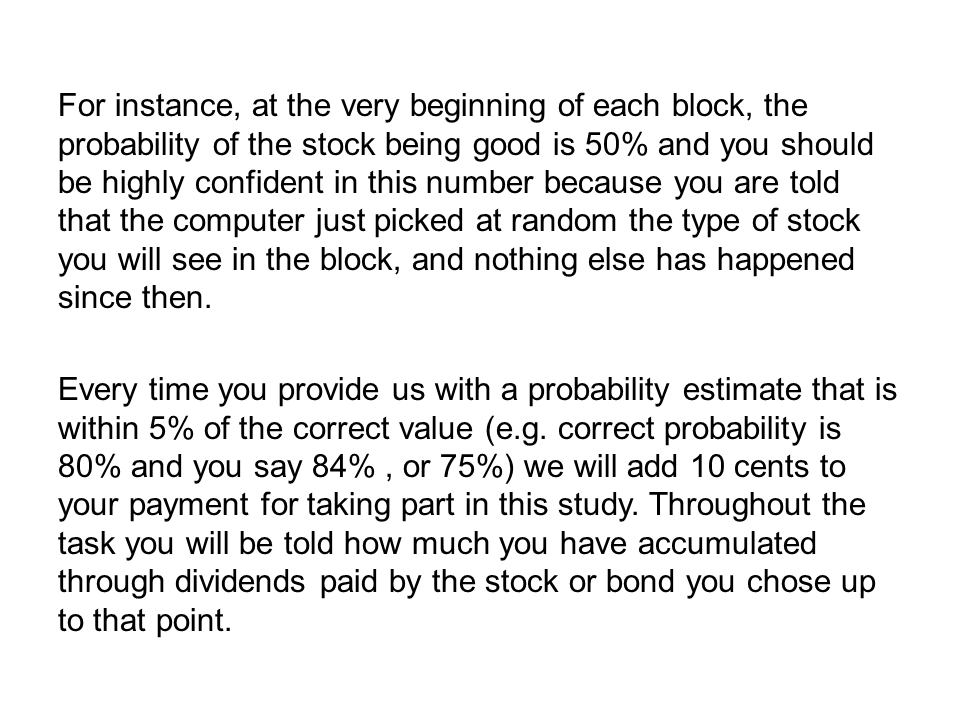 For instance, at the very beginning of each block, the
probability of the stock being good is 50% and you should
be highly confident in this number because you are told
that the computer just picked at random the type of stock
you will see in the block, and nothing else has happened
since then.
Every time you provide us with a probability estimate that is
within 5% of the correct value (e.g. correct probability is
80% and you say 84% , or 75%) we will add 10 cents to
your payment for taking part in this study. Throughout the
task you will be told how much you have accumulated
through dividends paid by the stock or bond you chose up
to that point.